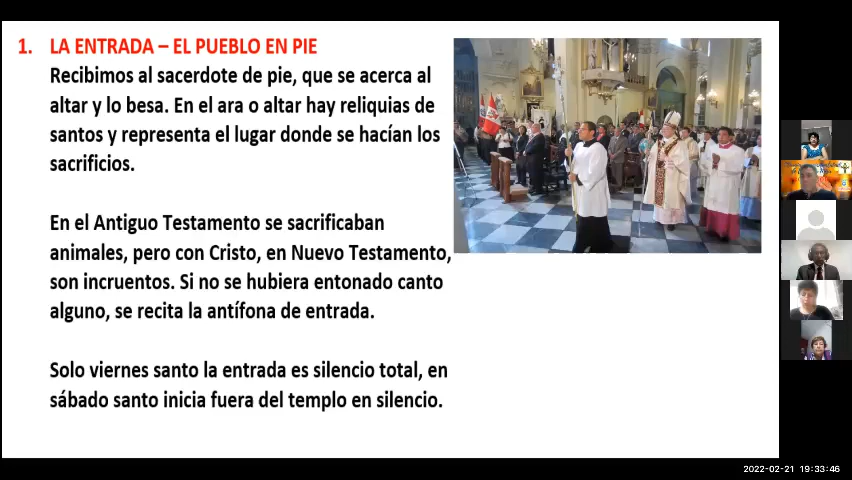 1. LA ENTRADA – EL PUEBLO EN PIE
Recibimos al sacerdote de pie, que se acerca al
altar y lo besa. En el ara o altar hay reliquias de
santos y representa el lugar donde se hacían los
sacrificios.
En el Antiguo Testamento se sacrificaban
animales, pero con Cristo, en Nuevo Testamento,
son incruentos. Si no se hubiera entonado canto
alguno, se recita la antífona de entrada.
Solo viernes santo la entrada es silencio total, en
sábado santo inicia fuera del templo en silencio.
2022-02-21 19:33:46